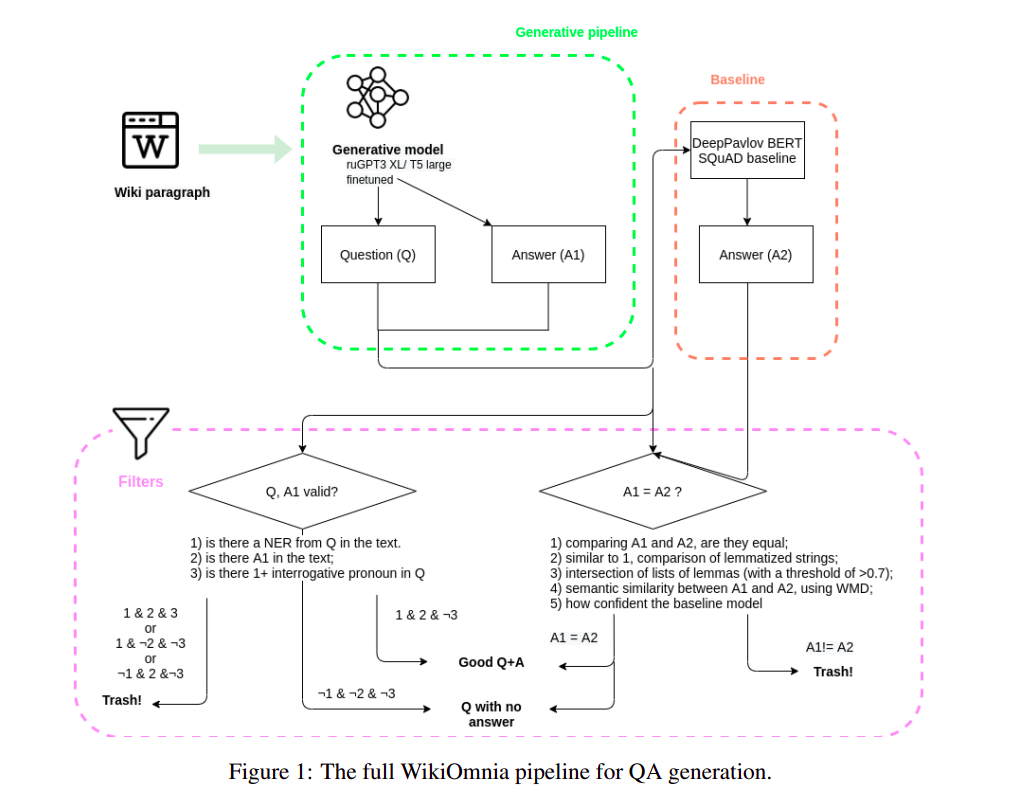 Generative pipeline
Baseline
W
Wiki paragraph
Generative model
ruGPT3 XL/ T5 large
finetuned
Question (Q)
Answer (A1)
DeepPavlov BERT
SQuAD baseline
Answer (A2)
Filters
Q, A1 valid?
1) is there a NER from Q in the text.
2) is there A1 in the text;
3) is there 1+ interrogative pronoun in Q
1 & 2 & 3
or
1 & ¬2 & ¬3
or
¬1 & 2 &¬3
Trash!
1 & 2 & ¬3
¬1 & ¬2 & ¬3
A1 = A2 ?
1) comparing A1 and A2, are they equal;
2) similar to 1, comparison of lemmatized strings;
3) intersection of lists of lemmas (with a threshold of >0.7);
4) semantic similarity between A1 and A2, using WMD;
5) how confident the baseline model
A1 = A2
Good Q+A
Q with no
answer
A1!= A2
Trash!
Figure 1: The full WikiOmnia pipeline for QA generation.